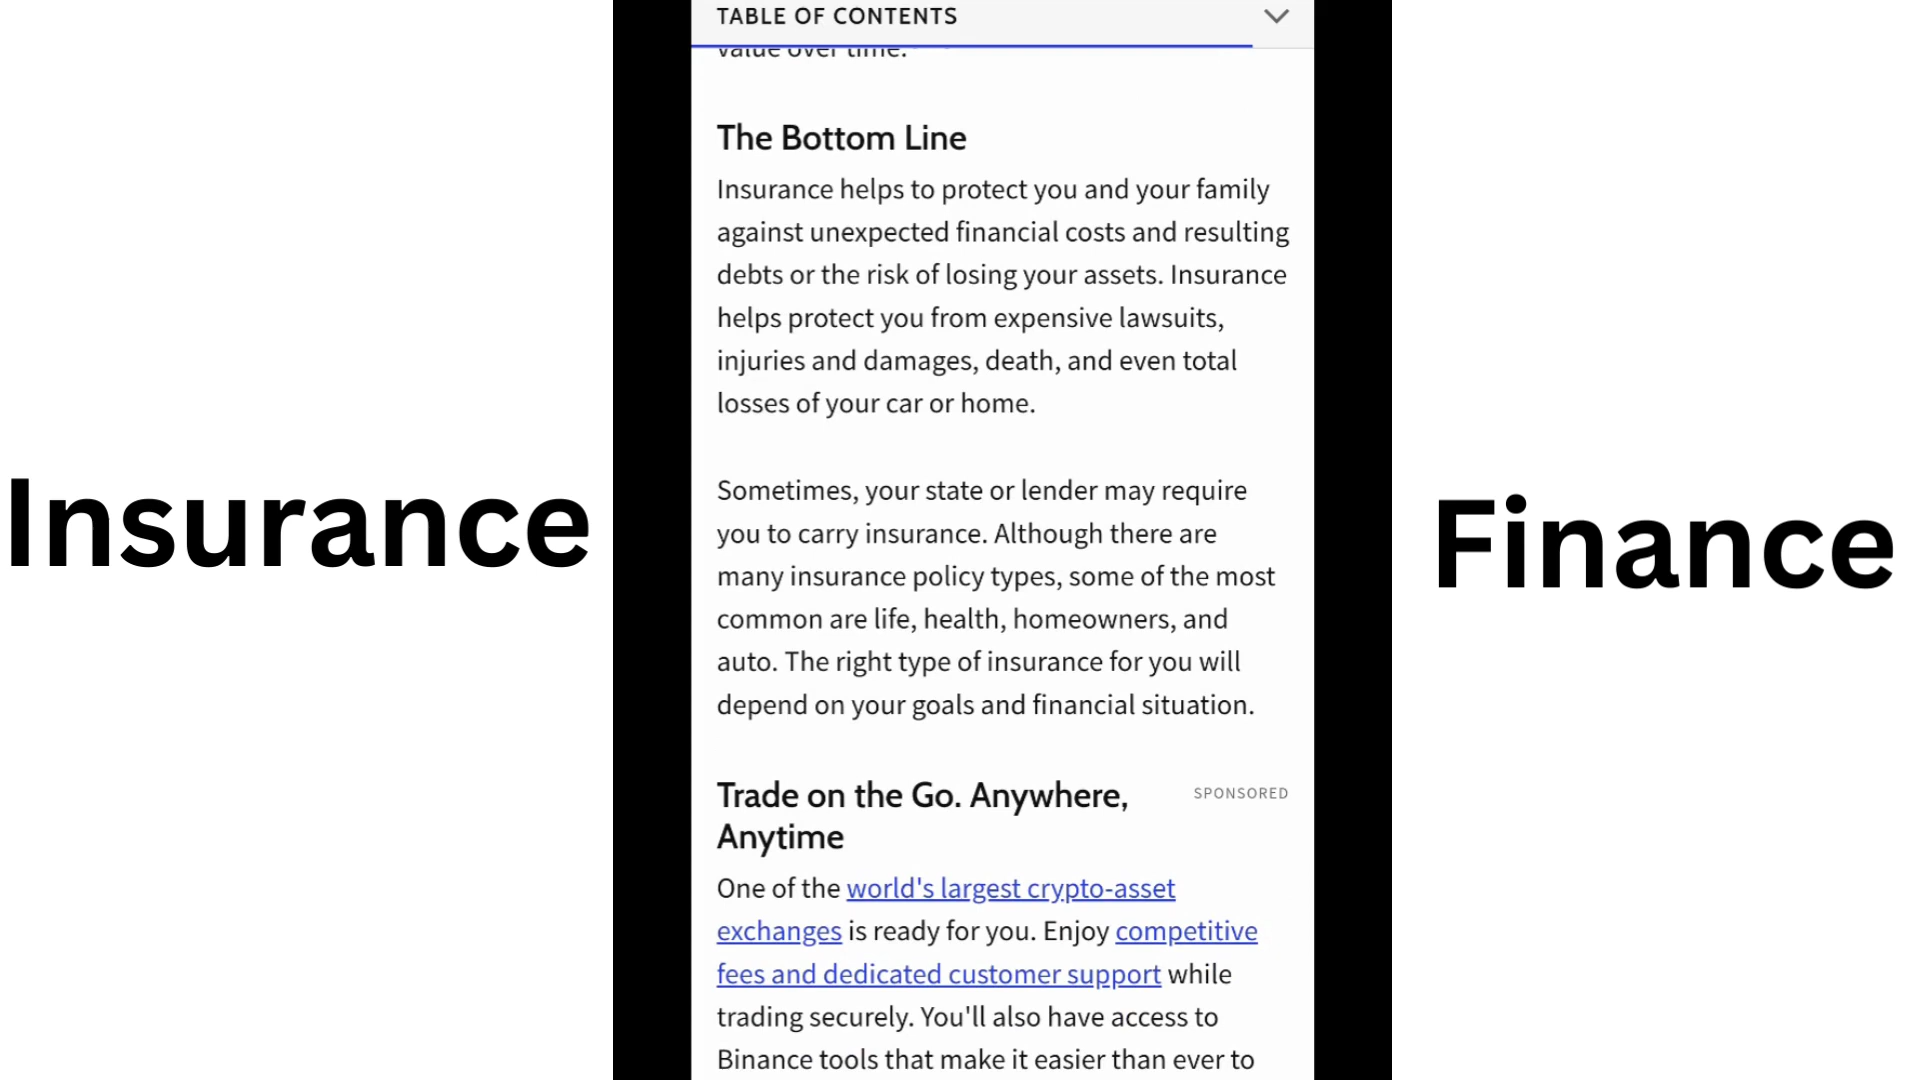 TABLE OF CONTENTS
value over time.
The Bottom Line
Insurance helps to protect you and your family
against unexpected financial costs and resulting
debts or the risk of losing your assets. Insurance
helps protect you from expensive lawsuits,
injuries and damages, death, and even total
losses of your car or home.
Sometimes, your state or lender may require
you to carry insurance. Although there are
many insurance policy types, some of the most
common are life, health, homeowners, and
auto. The right type of insurance for you will
depend on your goals and financial situation.
Trade on the Go. Anywhere,
Anytime
SPONSORED
One of the world's largest crypto-asset
exchanges is ready for you. Enjoy competitive
fees and dedicated customer support while
trading securely. You'll also have access to
Binance tools that make it easier than ever to
Insurance
Finance